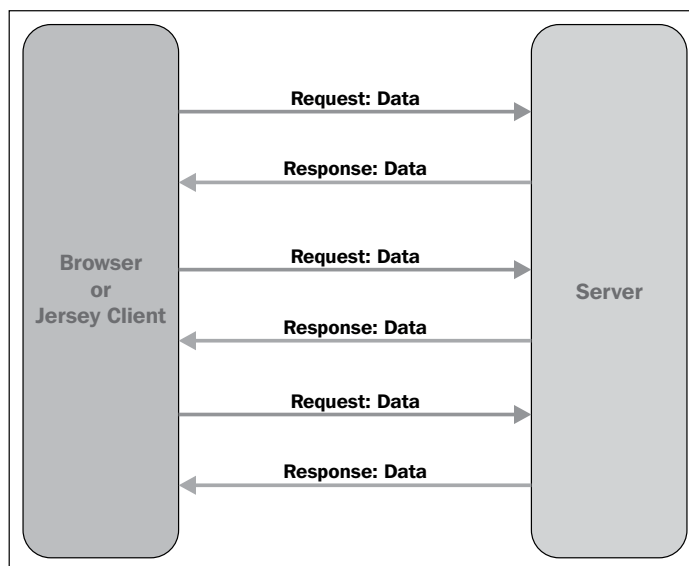 Request: Data
Response: Data
Browser
or
Jersey Client
Request: Data
Server
Response: Data
Request: Data
Response: Data